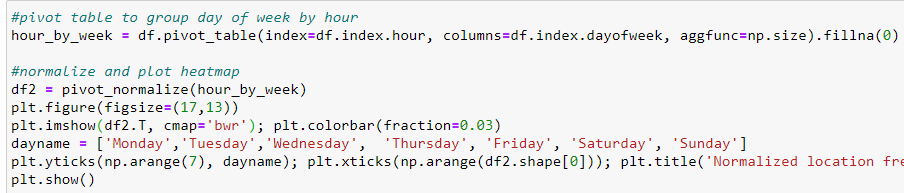 #pivot table to group day of week by hour
hour_by_week = df.pivot_table(index=df.index.hour, columns=df.index.dayofweek, aggfunc=np.size).fillna(0)
#normalize and plot heatmap
df2 = pivot_normalize(hour_by_week)
plt.figure(figsize=(17,13))
plt.imshow(df2.T, cmap='bwr'); plt.colorbar(fraction=0.03)
dayname = ['Monday','Tuesday','Wednesday',  'Thursday', 'Friday', 'Saturday', 'Sunday']
plt.yticks(np.arange(7), dayname); plt.xticks(np.arange(df2.shape[0])); plt.title('Normalized location fre
plt.show()